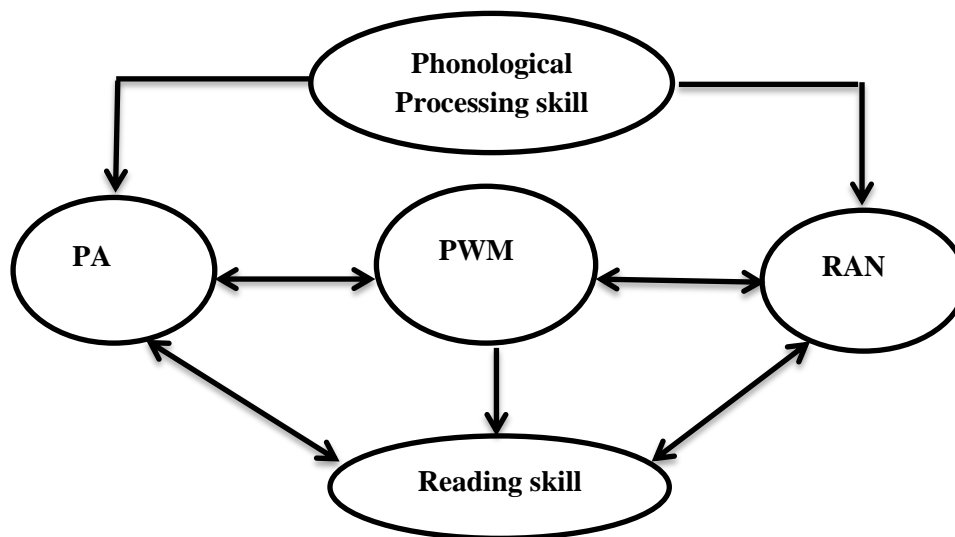 Phonological
Processing skill
PA
PWM
RAN
Reading skill